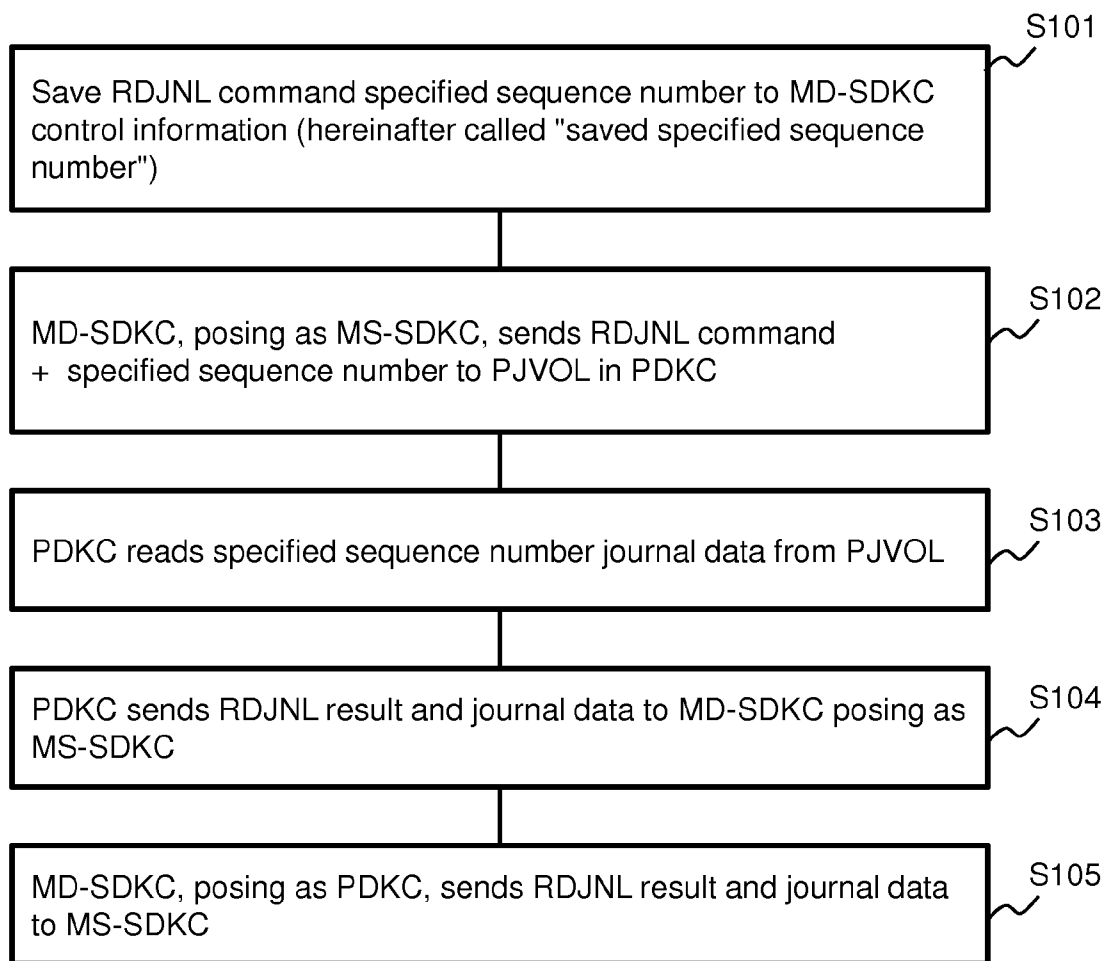 S101
Save RDJNL command specified sequence number to MD-SDKC
control information (hereinafter called "saved specified sequence
number")
S102
MD-SDKC, posing as MS-SDKC, sends RDJNL command
+ specified sequence number to PJVOL in PDKC
S103
PDKC reads specified sequence number journal data from PJVOL
S104
PDKC sends RDJNL result and journal data to MD-SDKC posing as
MS-SDKC
S105
MD-SDKC, posing as PDKC, sends RDJNL result and journal data
to MS-SDKC